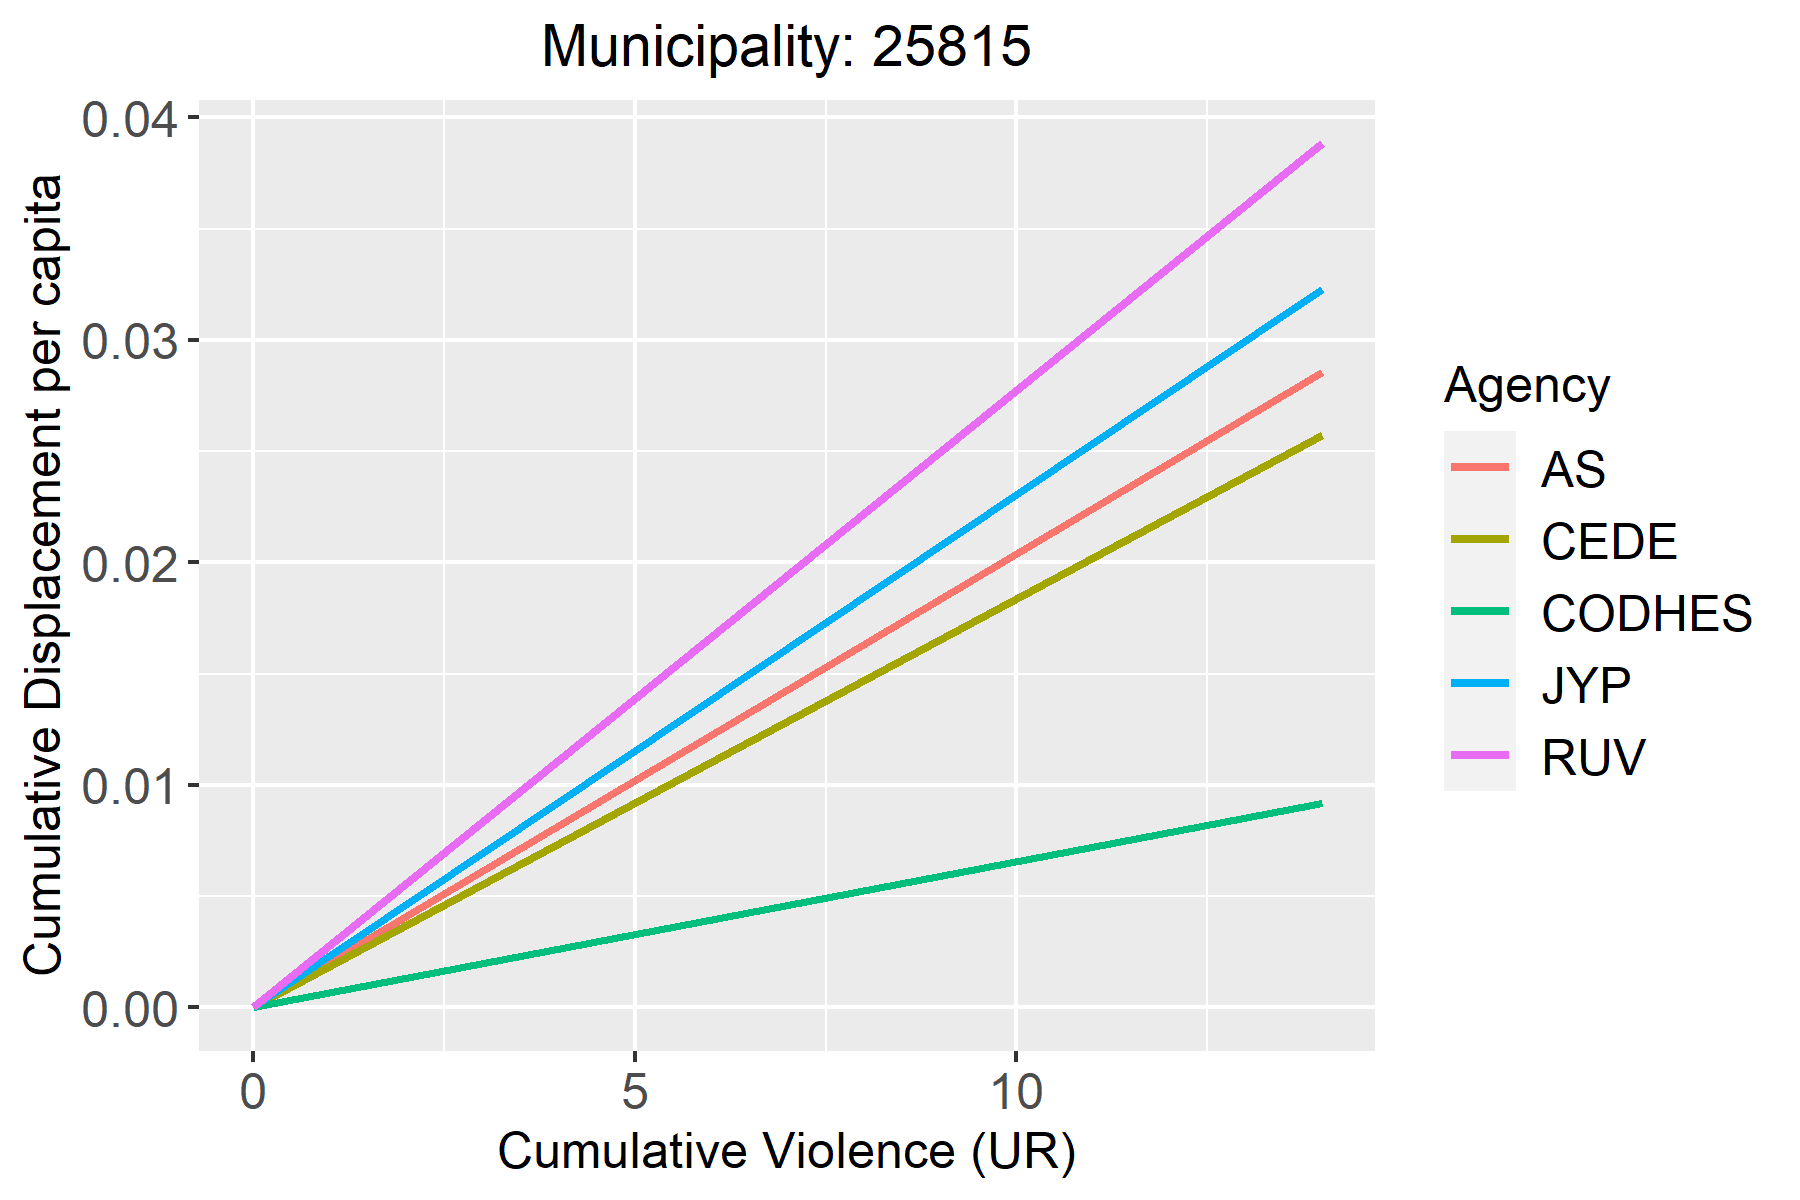 Municipality: 25815
0.04
0.03
0.02
0.01
0.00
Cumulative Displacement per capita
0 5 10
Cumulative Violence (UR)
Agency
AS
CEDE
CODHES
JYP
RUV